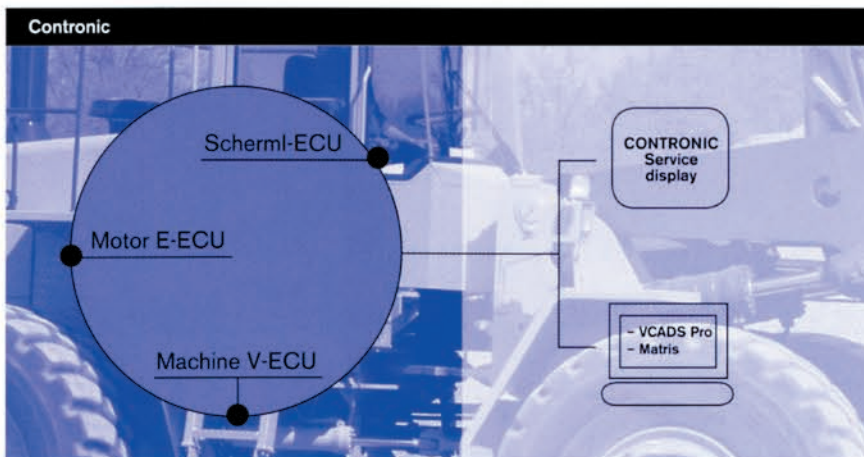 Contronic
Scherml-ECU
Motor E-ECU
Machine V-ECU
CONTRONIC
Service
display
– VCADS Pro
– Matris